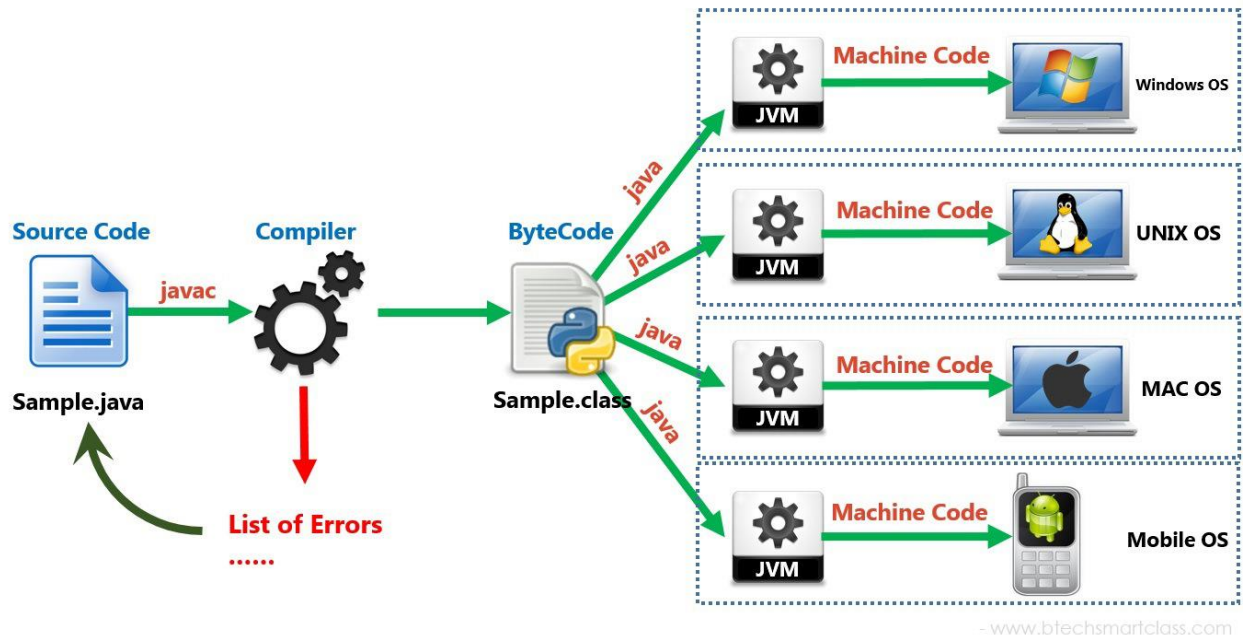 Source Code
javac
Sample.java
Compiler
List of Errors
......
ByteCode
Sample.class
java
java
java
java
JVM
Machine Code
Windows OS
JVM
Machine Code
UNIX OS
JVM
Machine Code
MAC OS
JVM
Machine Code
Mobile OS
- www.btechsmartclass.com